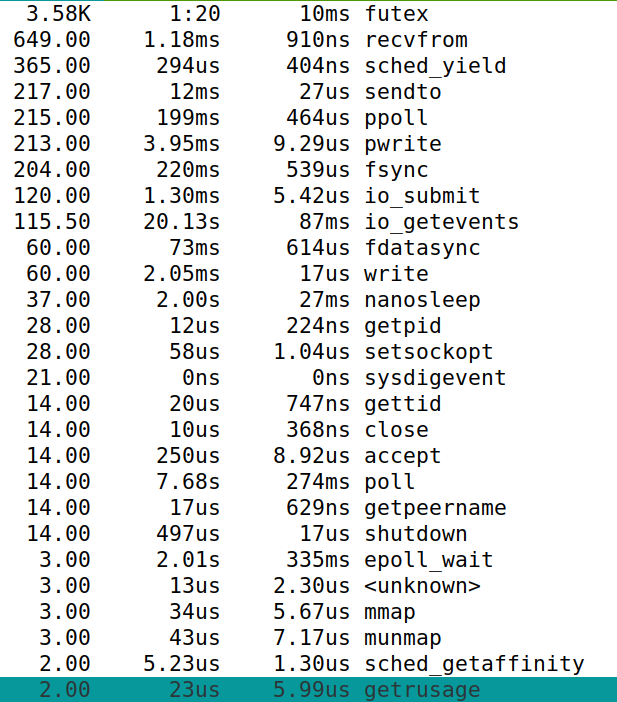 3.58K 1:20 10ms futex
649.00 1.18ms 910ns recvfrom
365.00 294us 404ns sched_yield
217.00 12ms 27us sendto
215.00 199ms 464us ppoll
213.00 3.95ms 9.29us pwrite
204.00 220ms 539us fsync
120.00 1.30ms 5.42us io_submit
115.50 20.13s 87ms io_getevents
60.00 73ms 614us fdatasync
60.00 2.05ms 17us write
37.00 2.00s 27ms nanosleep
28.00 12us 224ns getpid
28.00 58us 1.04us setsockopt
21.00 0ns 0ns sysdigevent
14.00 20us 747ns gettid
14.00 10us 368ns close
14.00 250us 8.92us accept
14.00 7.68s 274ms poll
14.00 17us 629ns getpeername
14.00 497us 17us shutdown
3.00 2.01s 335ms epoll_wait
3.00 13us 2.30us <unknown>
3.00 34us 5.67us mmap
3.00 43us 7.17us munmap
2.00 5.23us 1.30us sched_getaffinity
2.00 23us 5.99us getrusage